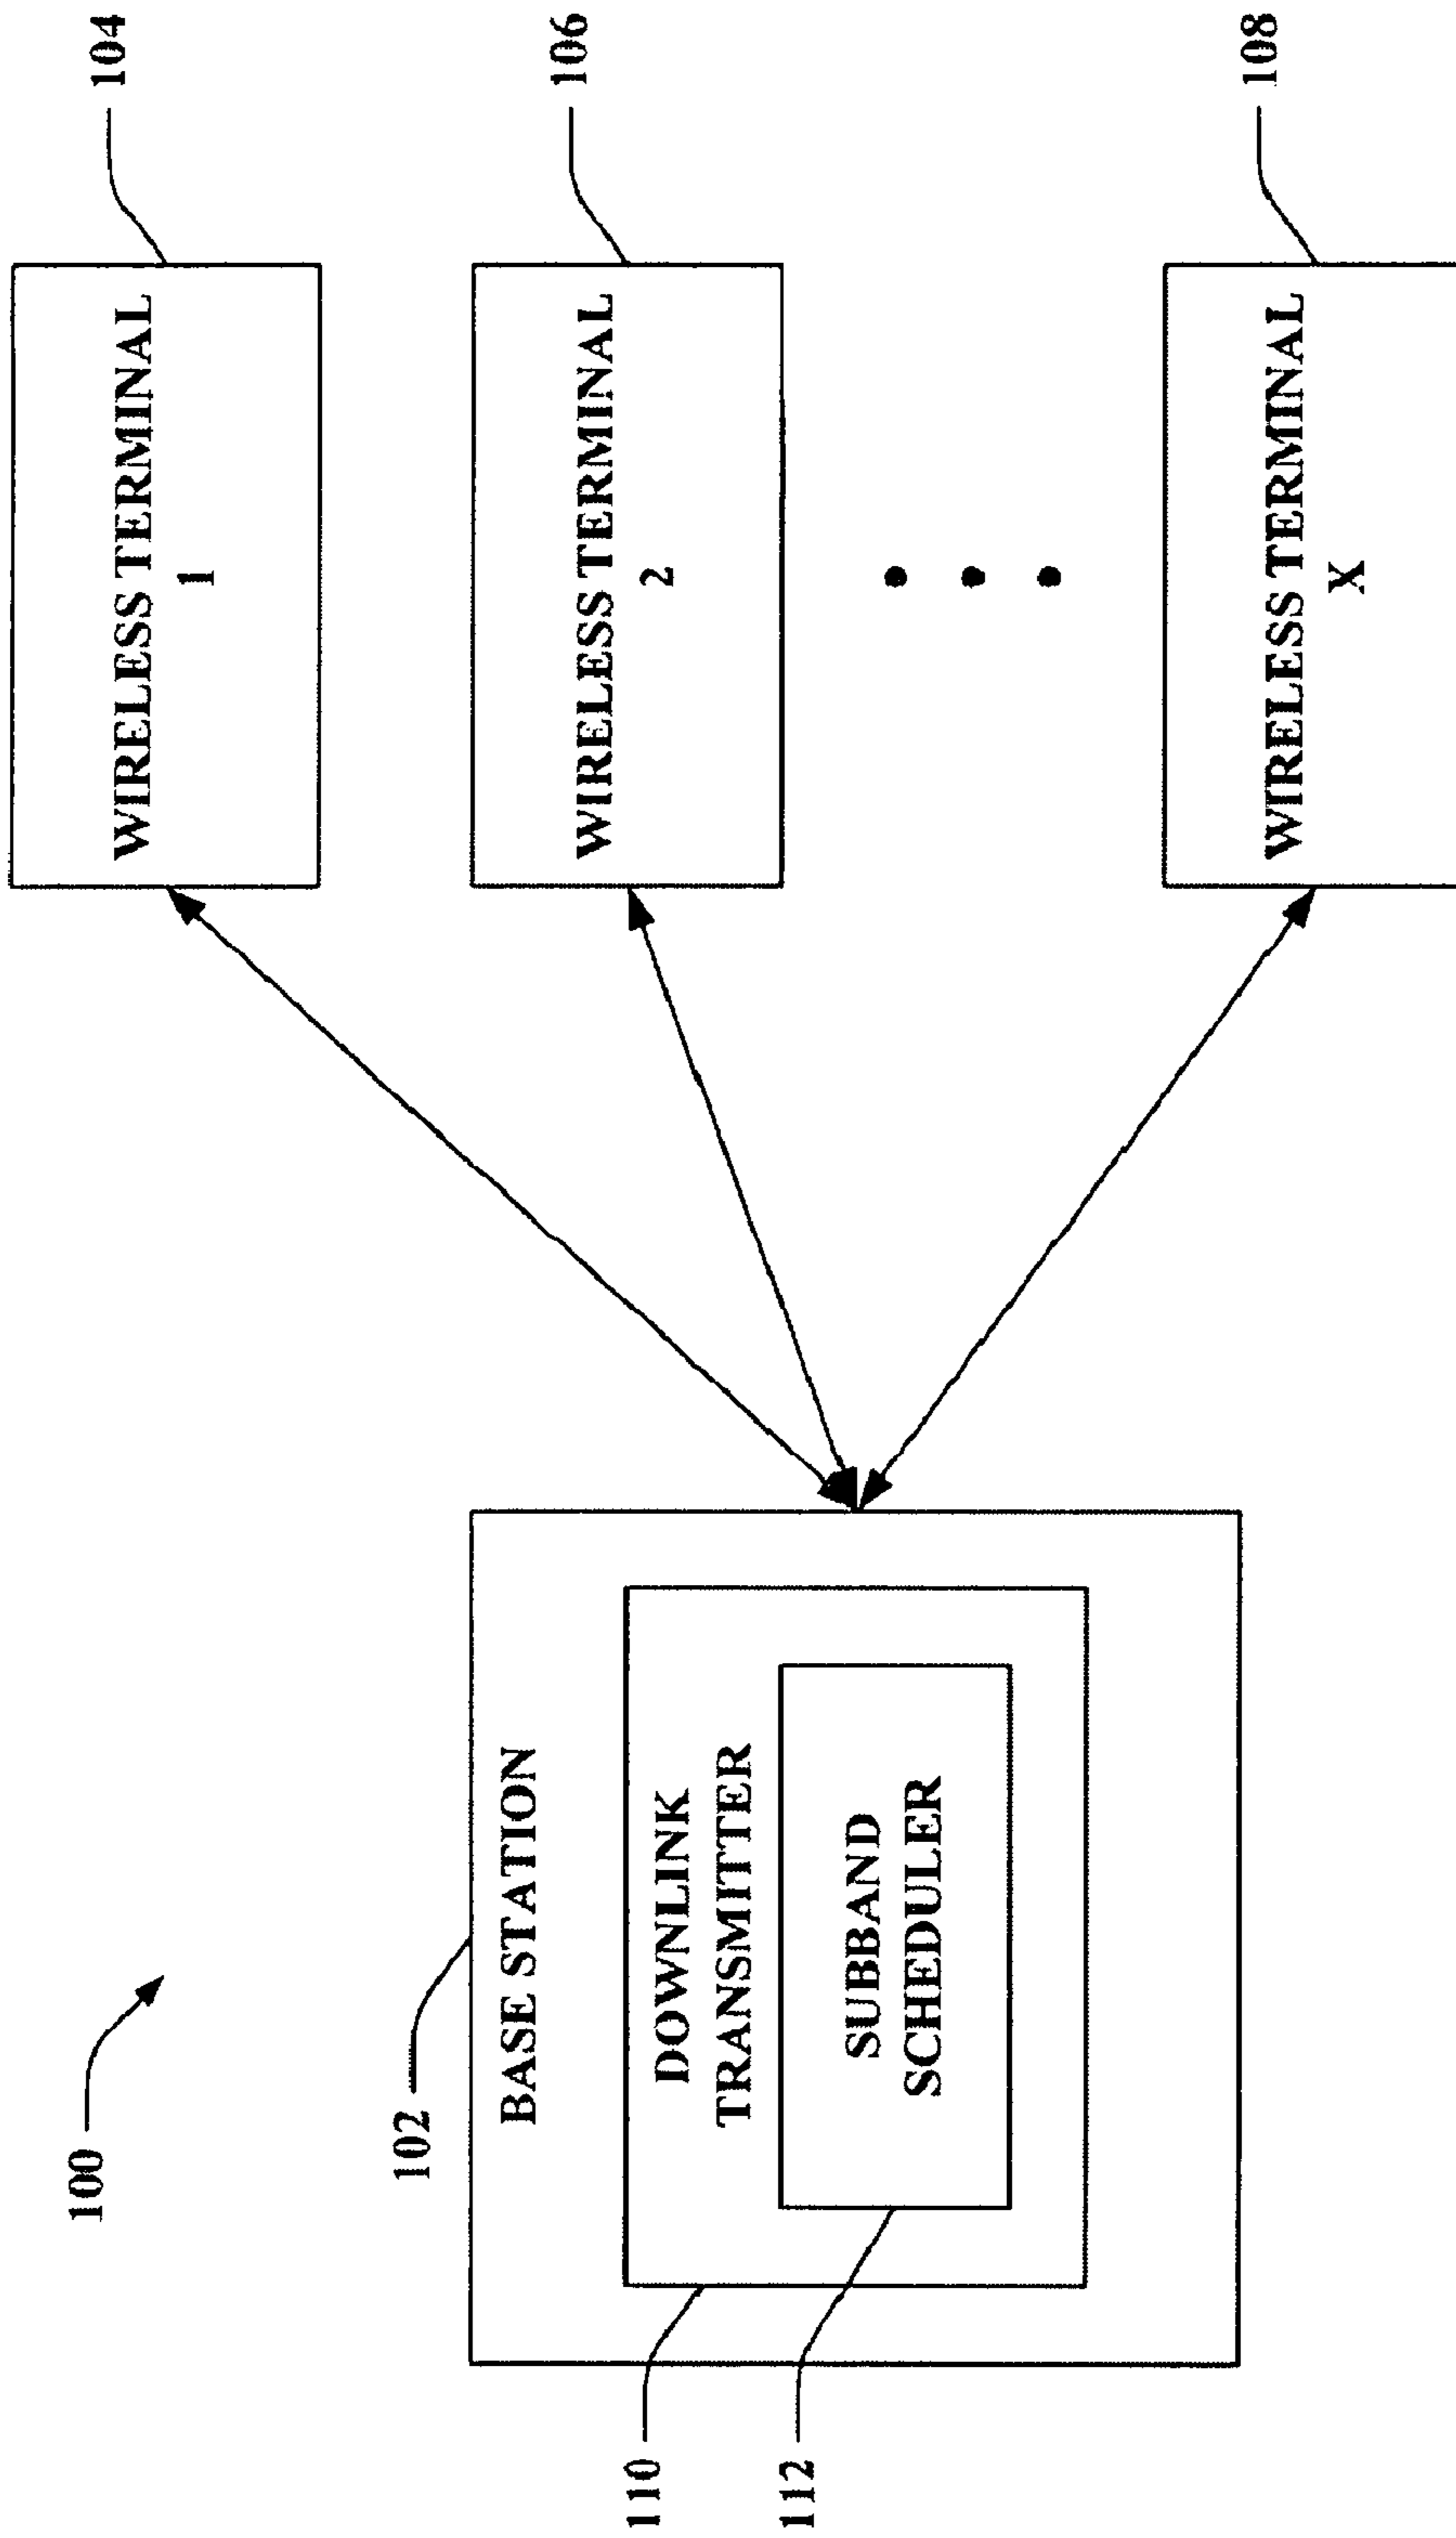 100
102
BASE STATION
DOWNLINK
TRANSMITTER
SUBBAND
SCHEDULER
110
112
WIRELESS TERMINAL
1
104
WIRELESS TERMINAL
2
106
WIRELESS TERMINAL
X
108